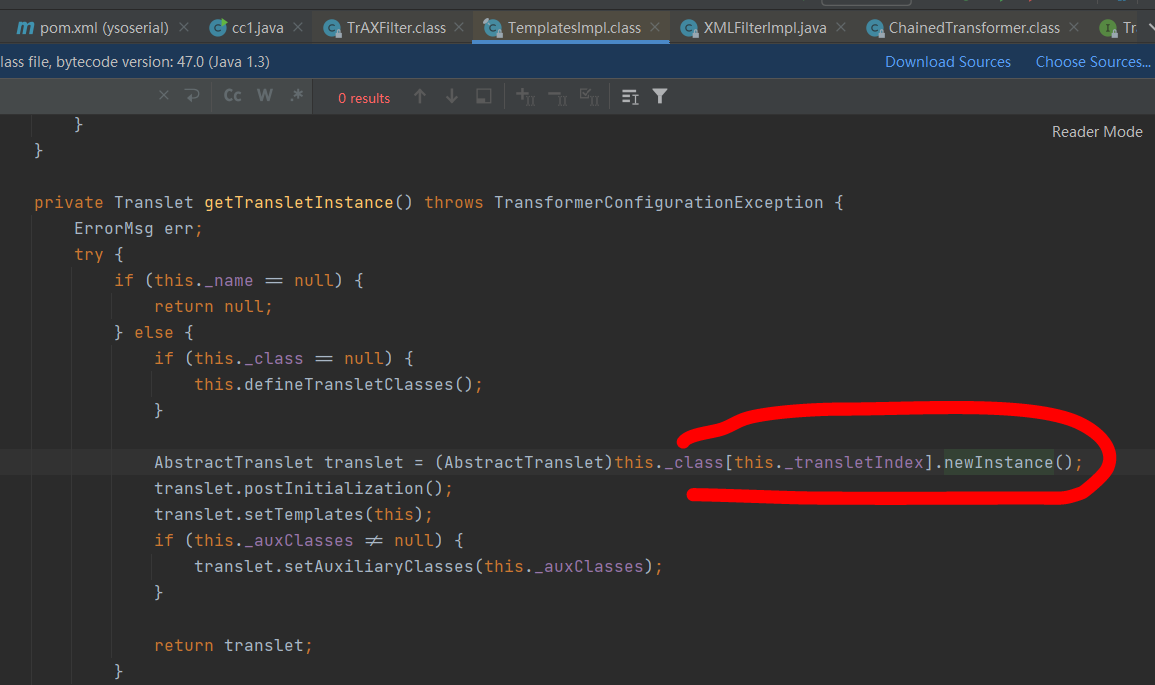 pom.xml (ysoserial) cc1.java TrAXFilter.class TemplatesImpl.class XMLFilterImpl.java ChainedTransformer.class Tr
lass file, bytecode version: 47.0 (Java 1.3) Download Sources Choose Sources...
Cc W .* 0 results
}
Reader Mode
}
private Translet getTransletInstance() throws TransformerConfigurationException {
ErrorMsg err;
try {
if (this._name == null) {
return null;
} else {
if (this._class == null) {
this.defineTransletClasses();
}
AbstractTranslet translet = (AbstractTranslet)this._class[this._transletIndex].newInstance();
translet.postInitialization();
translet.setTemplates(this);
if (this._auxClasses != null) {
translet.setAuxiliaryClasses(this._auxClasses);
}
return translet;
}